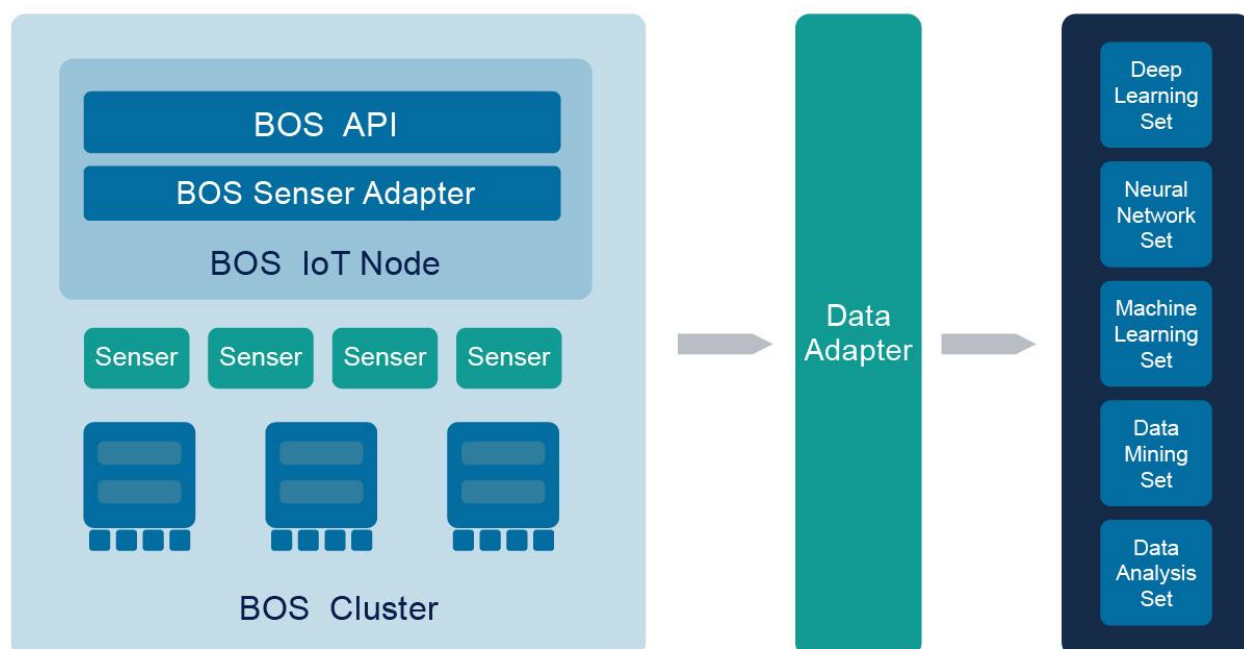 BOS API
BOS Senser Adapter
BOS IoT Node
Senser
Senser
Senser
Senser
BOS Cluster
Data
Adapter
Deep
Learning
Set
Neural
Network
Set
Machine
Learning
Set
Data
Mining
Set
Data
Analysis
Set